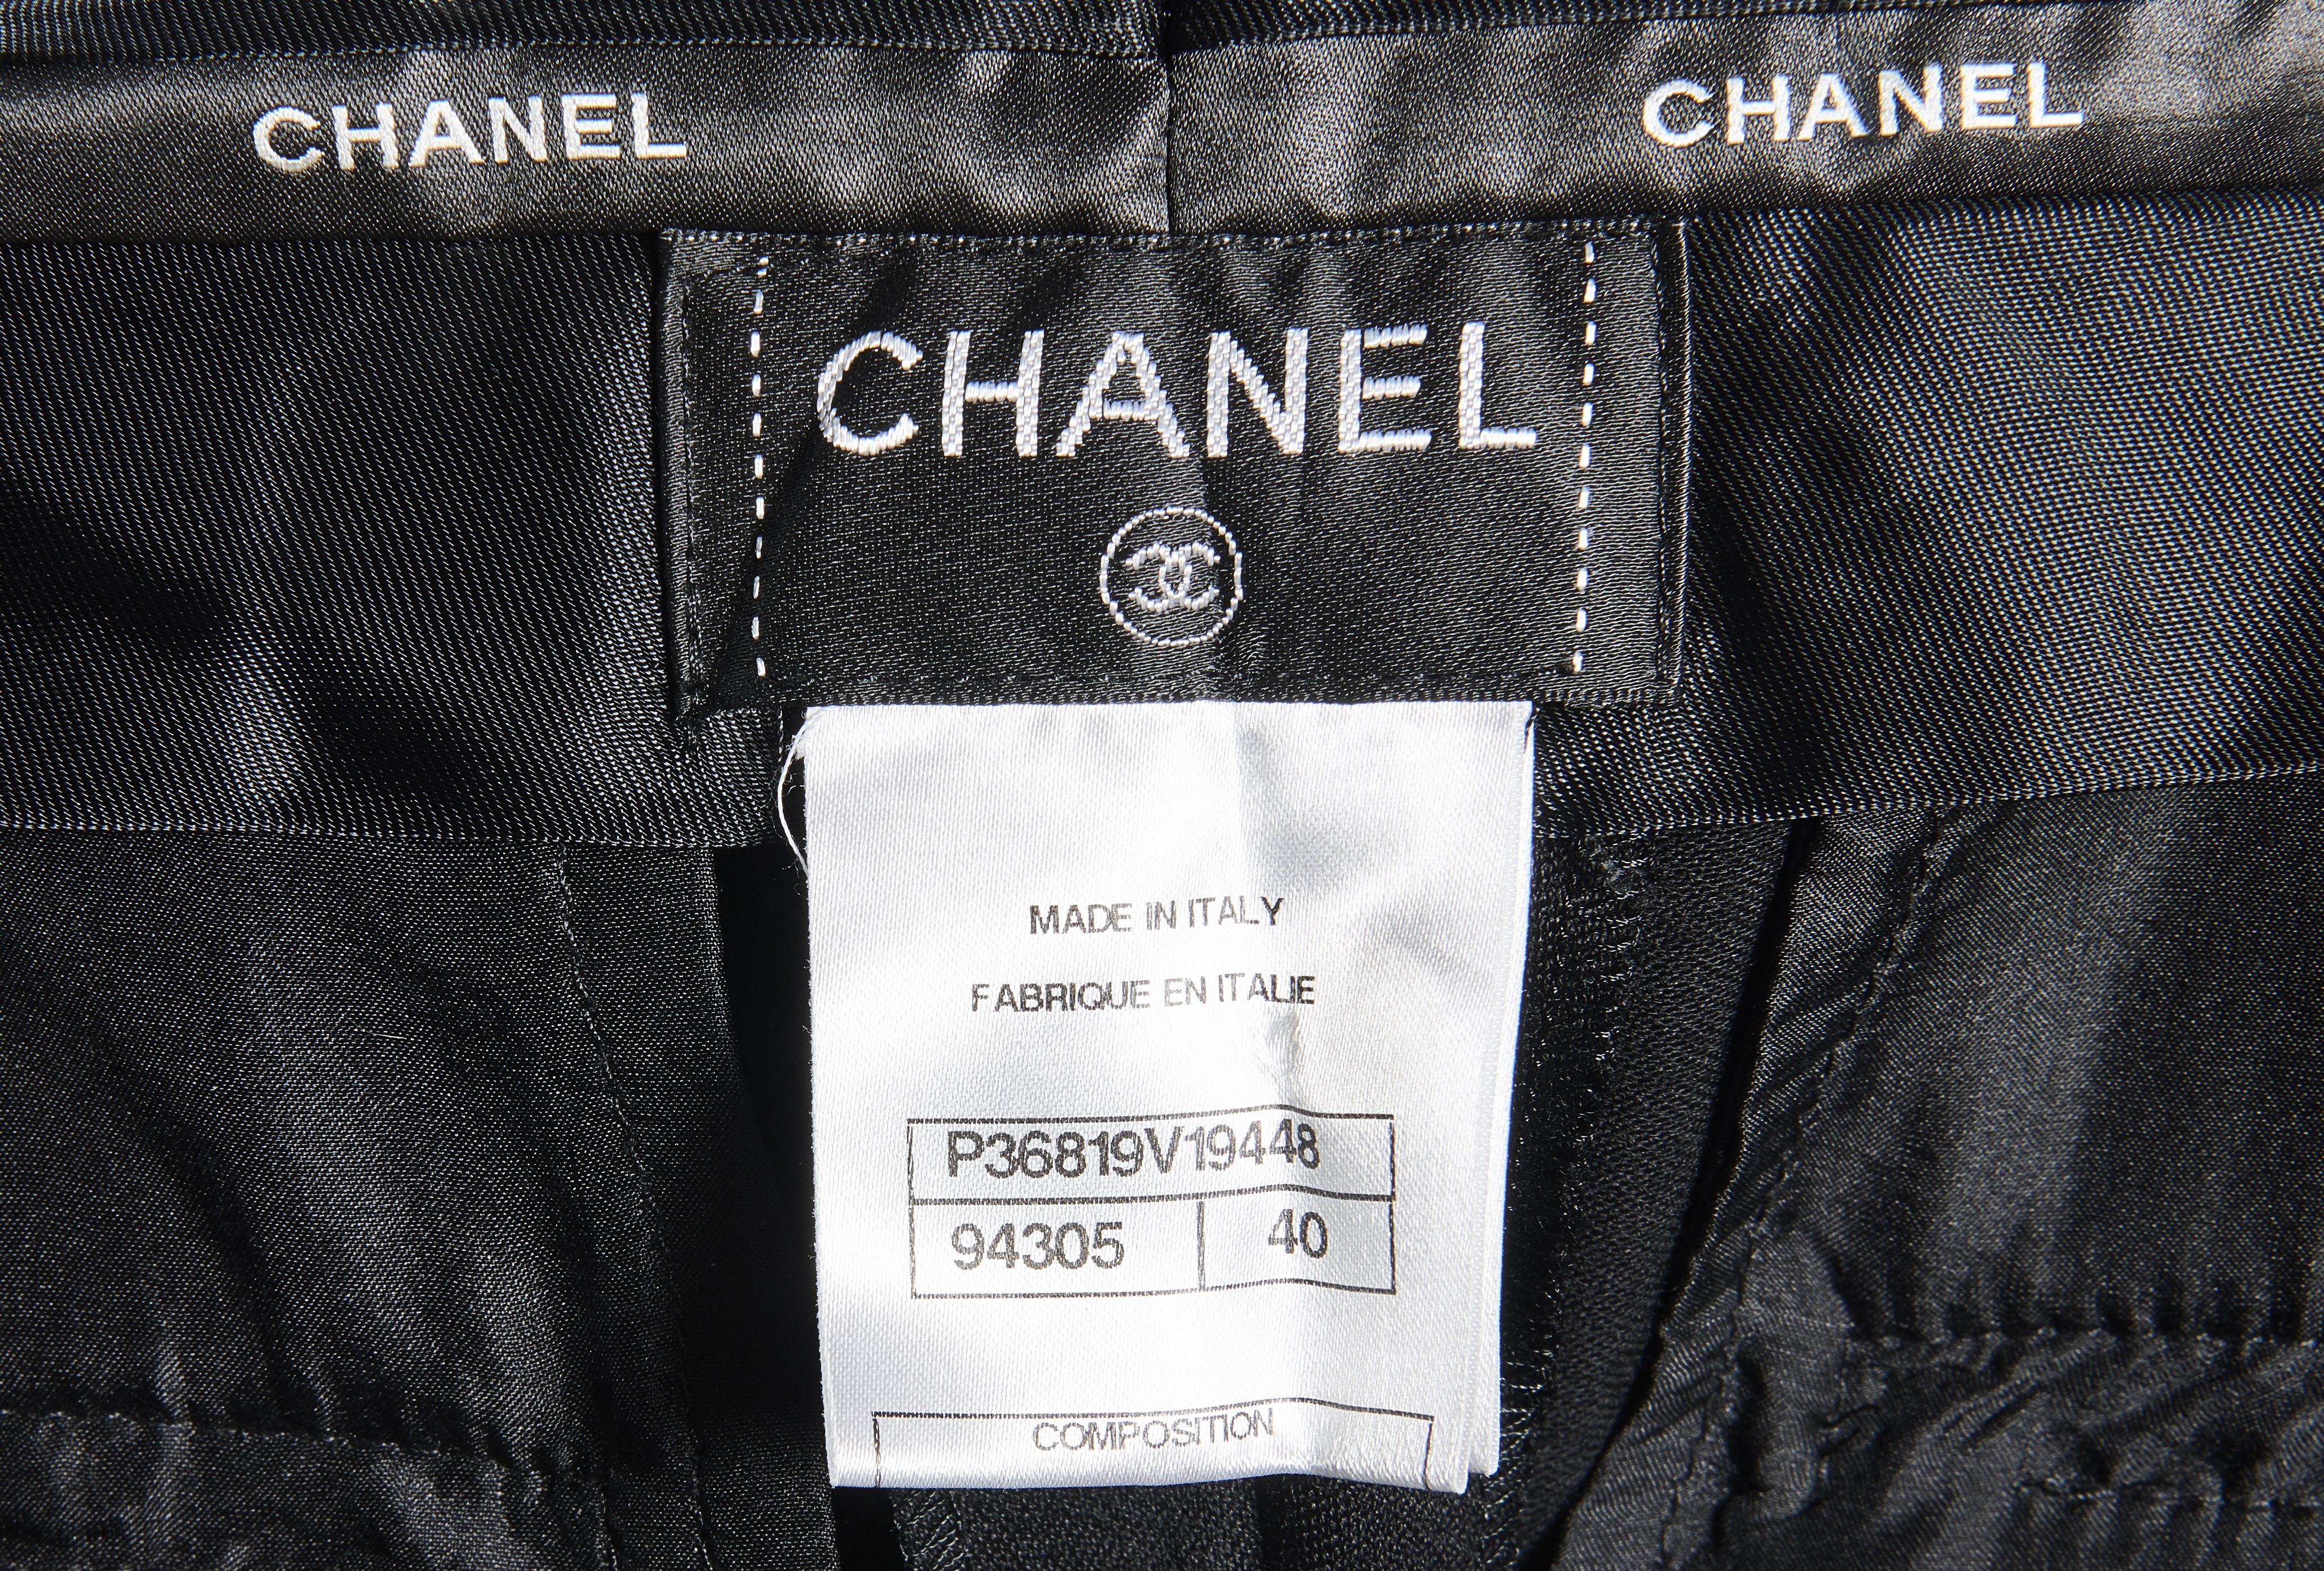 CHANEL CHANEL
CHANEL
MADE IN ITALY
FABRIQUE EN ITALIE
P36819V19448
94305 40
COMPOSITION